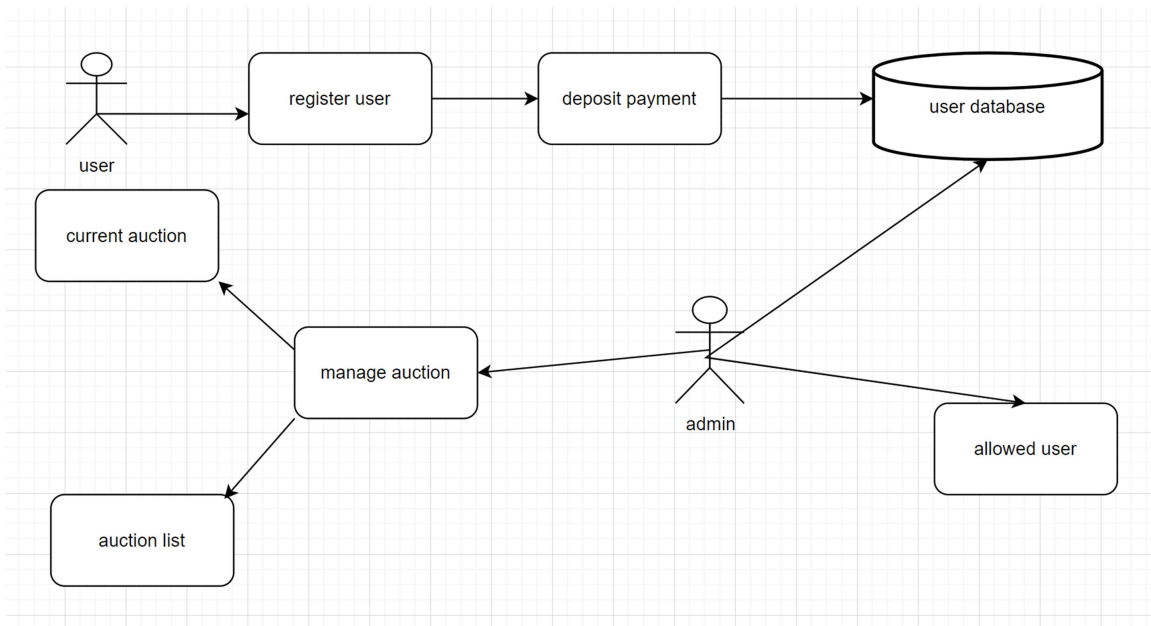 register user
deposit payment
user database
user
current auction
manage auction
admin
allowed user
auction list